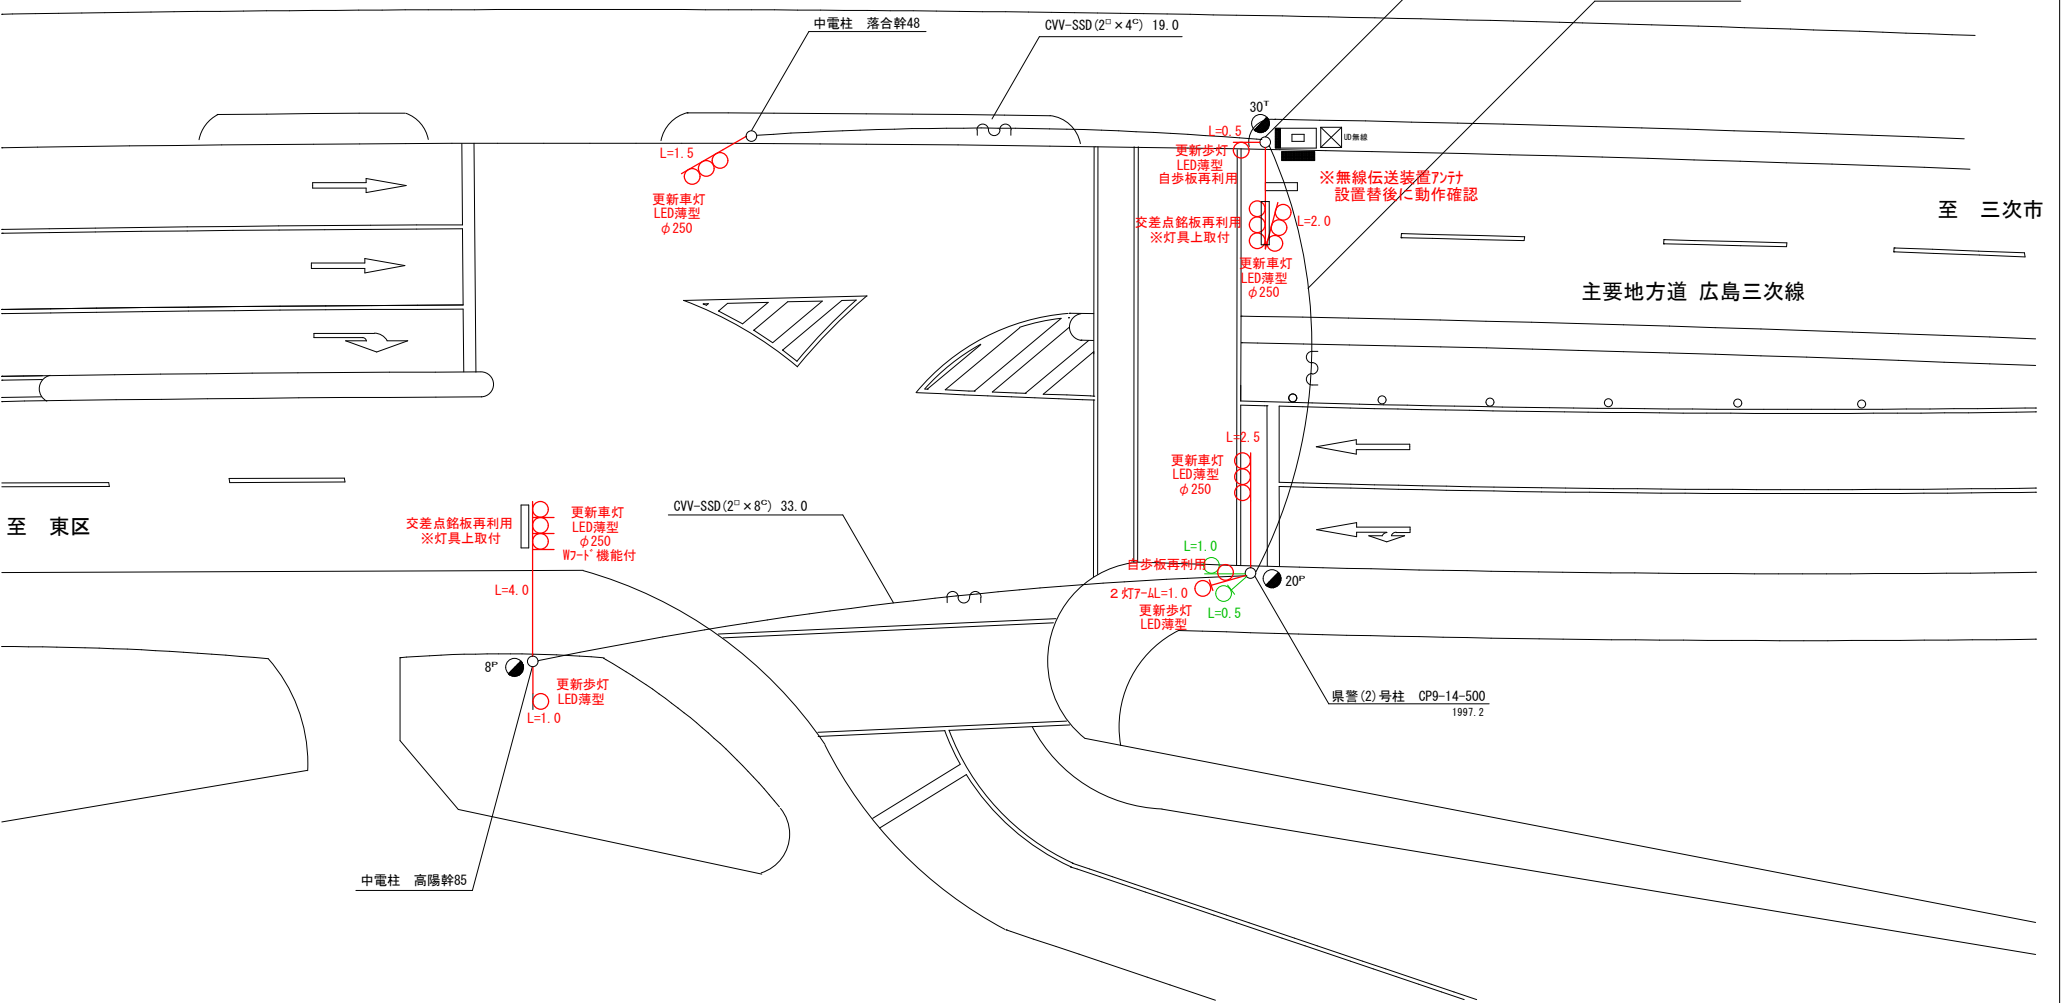 中電柱　落合幹48
CVV-SSD(2□×4C) 19.0
30T
L=0.5
UD無線
更新歩灯
LED薄型
自歩板再利用
※無線伝送装置ｱﾝﾃﾅ
設置替後に動作確認
L=1.5
更新車灯
LED薄型
φ250
交差点銘板再利用
※灯具上取付
L=2.0
更新車灯
LED薄型
φ250
至　三次市
主要地方道 広島三次線
L=2.5
更新車灯
LED薄型
φ250
至　東区
交差点銘板再利用
※灯具上取付
更新車灯
LED薄型
φ250
Wﾌｰﾄﾞ機能付
CVV-SSD(2□×8C) 33.0
L=4.0
L=1.0
自歩板再利用
20P
２灯ｱｰﾑL=1.0
更新歩灯
LED薄型
L=0.5
8P
更新歩灯
LED薄型
L=1.0
県警(2)号柱　CP9-14-500
1997.2
中電柱　高陽幹85